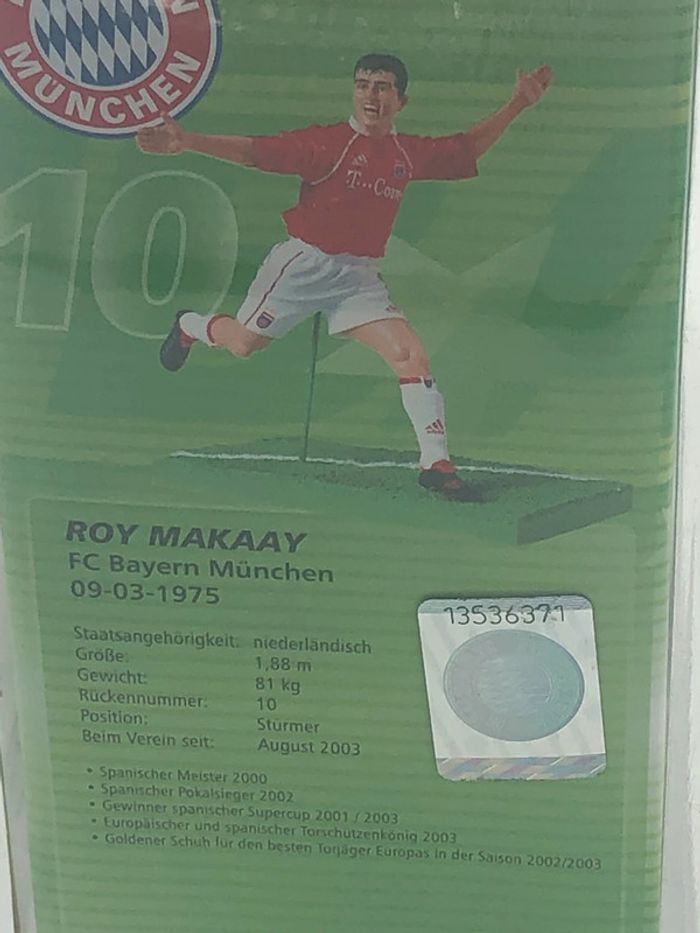 MÜNCHEN
10
T··Com
ROY MAKAAY
FC Bayern München
09-03-1975
Staatsangehörigkeit: niederländisch
Größe: 1,88 m
Gewicht: 81 kg
Rückennummer: 10
Position: Stürmer
Beim Verein seit: August 2003
13536371
• Spanischer Meister 2000
• Spanischer Pokalsieger 2002
• Gewinner spanischer Supercup 2001 / 2003
• Europäischer und spanischer Torschützenkönig 2003
• Goldener Schuh für den besten Torjäger Europas in der Saison 2002/2003